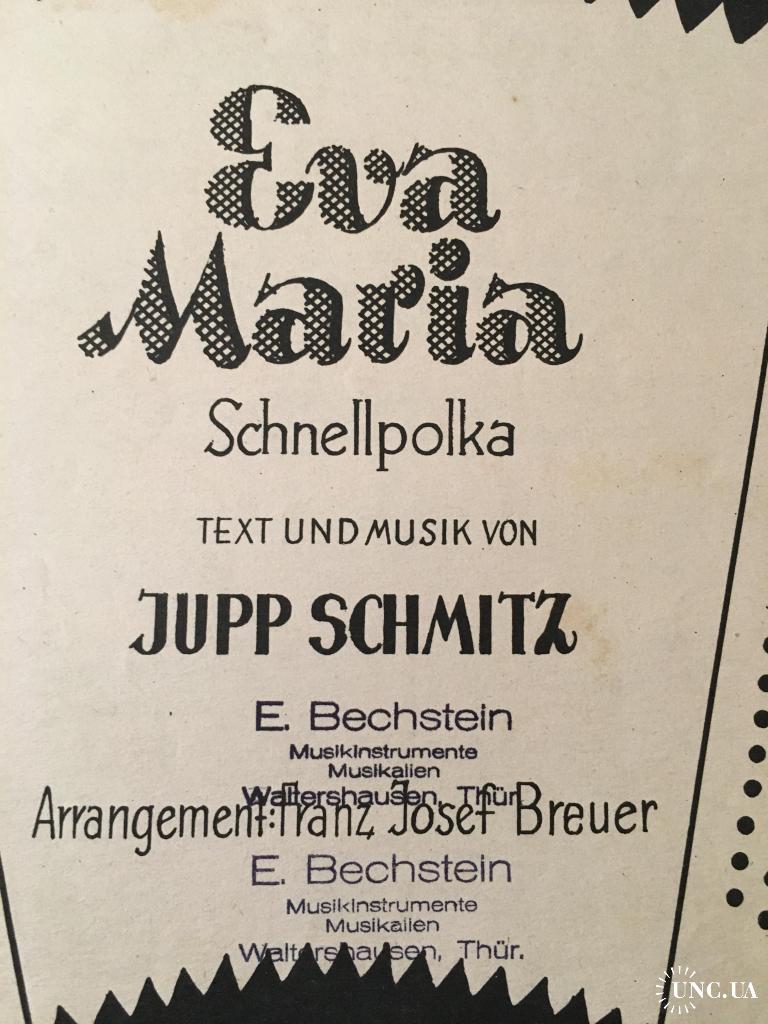 Eva
Maria
Schnellpolka
TEXT UND MUSIK VON
JUPP SCHMITZ
E. Bechstein
Musikinstrumente
Musikalien
Waltershausen, Thür.
Arrangement: Franz Josef Breuer
E. Bechstein
Musikinstrumente
Musikalien
Waltershausen, Thür.
UNC.UA